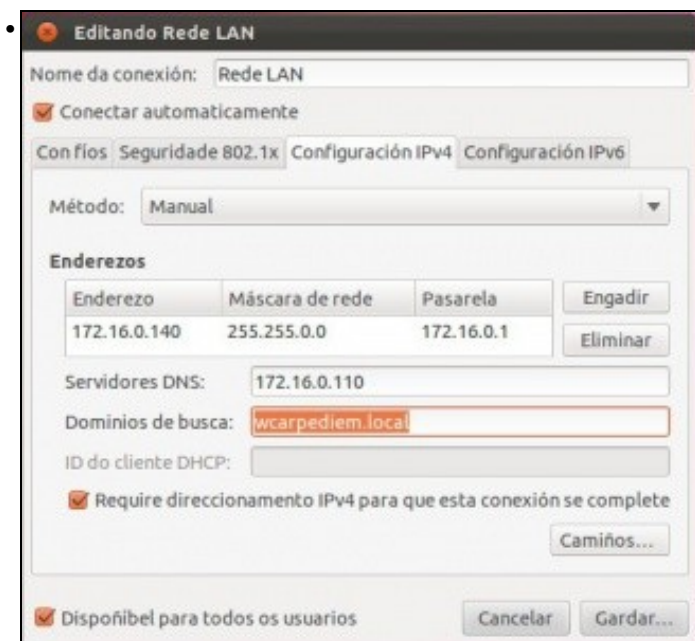 Editando Rede LAN
Nome da conexión: Rede LAN
Conectar automaticamente
Con fíos Seguridade 802.1x Configuración IPv4 Configuración IPv6
Método: Manual
Enderezos
Enderezo Máscara de rede Pasarela Engadir
172.16.0.140 255.255.0.0 172.16.0.1 Eliminar
Servidores DNS: 172.16.0.110
Dominios de busca: wcarpediem.local
ID do cliente DHCP:
Require direccionamento IPv4 para que esta conexión se complete
Camiños...
Dispoñíbel para todos os usuarios Cancelar Gardar...